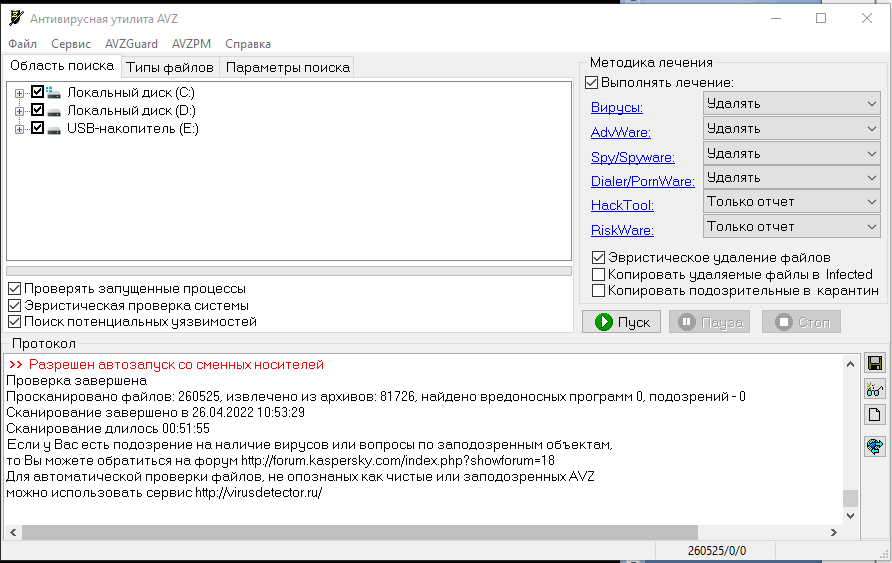 Антивирусная утилита AVZ
Файл Сервис AVZGuard AVZPM Справка
Область поиска Типы файлов Параметры поиска
Локальный диск (C:)
Локальный диск (D:)
USB-накопитель (E:)
Проверять запущенные процессы
Эвристическая проверка системы
Поиск потенциальных уязвимостей
Методика лечения
Выполнять лечение:
Вирусы: Удалять
AdvWare: Удалять
Spy/Spyware: Удалять
Dialer/PornWare: Удалять
HackTool: Только отчет
RiskWare: Только отчет
Эвристическое удаление файлов
Копировать удаляемые файлы в Infected
Копировать подозрительные в карантин
Пуск Пауза Стоп
Протокол
>> Разрешен автозапуск со сменных носителей
Проверка завершена
Просканировано файлов: 260525, извлечено из архивов: 81726, найдено вредоносных программ 0, подозрений - 0
Сканирование завершено в 26.04.2022 10:53:29
Сканирование длилось 00:51:55
Если у Вас есть подозрение на наличие вирусов или вопросы по заподозренным объектам,
то Вы можете обратиться на форум http://forum.kaspersky.com/index.php?showforum=18
Для автоматической проверки файлов, не опознаных как чистые или заподозренных AVZ
можно использовать сервис http://virusdetector.ru/
260525/0/0